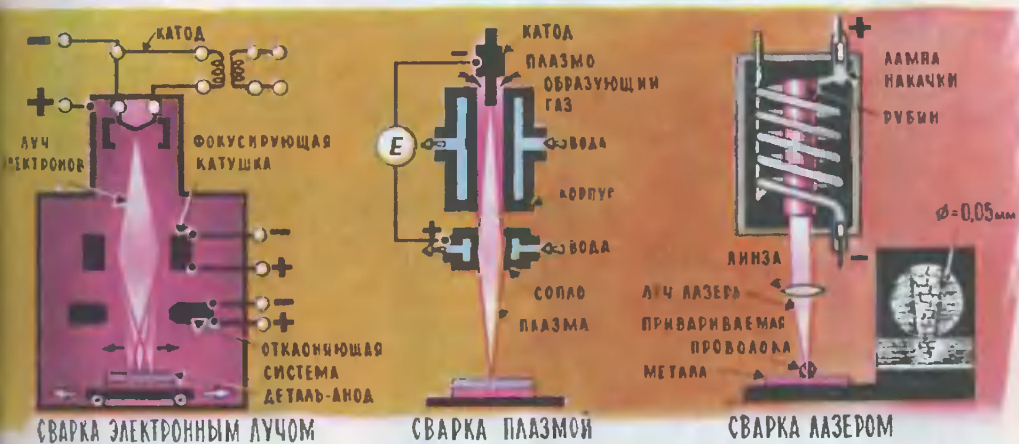 КАТОД
ЛУЧ
ЭЛЕКТРОНОВ
ФОКУСИРУЮЩАЯ
КАТУШКА
ОТКЛОНЯЮЩАЯ
СИСТЕМА
ДЕТАЛЬ-АНОД
СВАРКА ЭЛЕКТРОННЫМ ЛУЧОМ
КАТОД
ПЛАЗМО
ОБРАЗУЮЩИЙ
ГАЗ
E
ВОДА
КОРПУС
ВОДА
СОПЛО
ПЛАЗМА
СВАРКА ПЛАЗМОЙ
ЛАМПА
НАКАЧКИ
РУБИН
Ø=0,05мм
ЛИНЗА
ЛУЧ ЛАЗЕРА
ПРИВАРИВАЕМАЯ
ПРОВОЛОКА
МЕТАЛЛ
СВАРКА ЛАЗЕРОМ